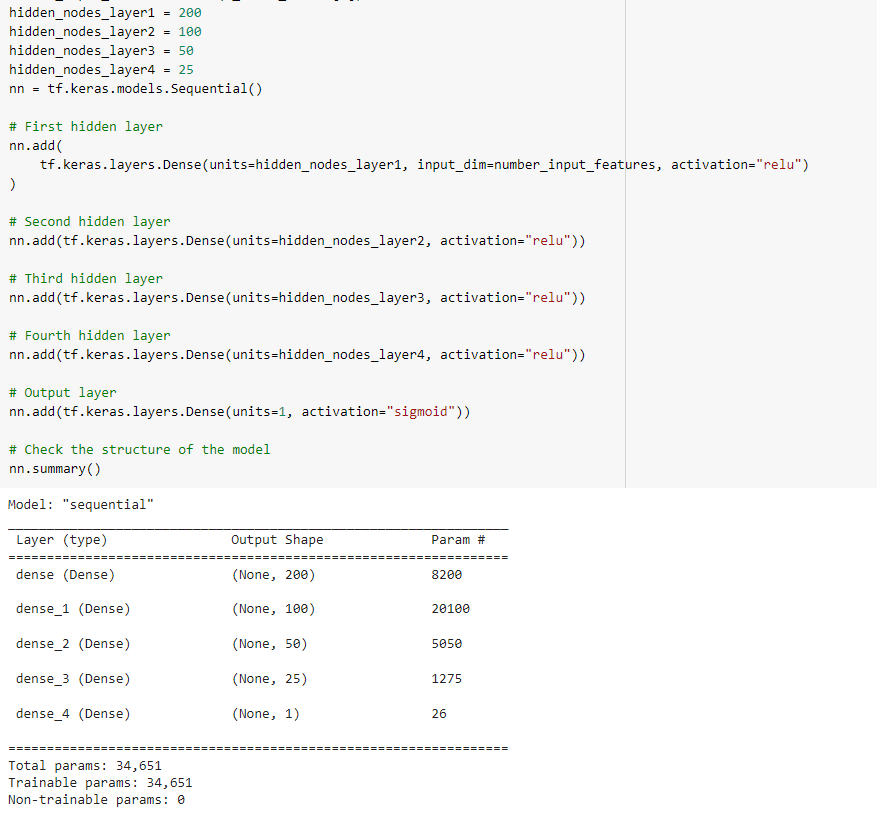 hidden_nodes_layer1 = 200
hidden_nodes_layer2 = 100
hidden_nodes_layer3 = 50
hidden_nodes_layer4 = 25
nn = tf.keras.models.Sequential()
# First hidden layer
nn.add(
tf.keras.layers.Dense(units=hidden_nodes_layer1, input_dim=number_input_features, activation="relu")
)
# Second hidden layer
nn.add(tf.keras.layers.Dense(units=hidden_nodes_layer2, activation="relu"))
# Third hidden layer
nn.add(tf.keras.layers.Dense(units=hidden_nodes_layer3, activation="relu"))
# Fourth hidden layer
nn.add(tf.keras.layers.Dense(units=hidden_nodes_layer4, activation="relu"))
# Output layer
nn.add(tf.keras.layers.Dense(units=1, activation="sigmoid"))
# Check the structure of the model
nn.summary()
Model: "sequential"
_________________________________________________________________
Layer (type) Output Shape Param #
=================================================================
dense (Dense) (None, 200) 8200
dense_1 (Dense) (None, 100) 20100
dense_2 (Dense) (None, 50) 5050
dense_3 (Dense) (None, 25) 1275
dense_4 (Dense) (None, 1) 26
=================================================================
Total params: 34,651
Trainable params: 34,651
Non-trainable params: 0